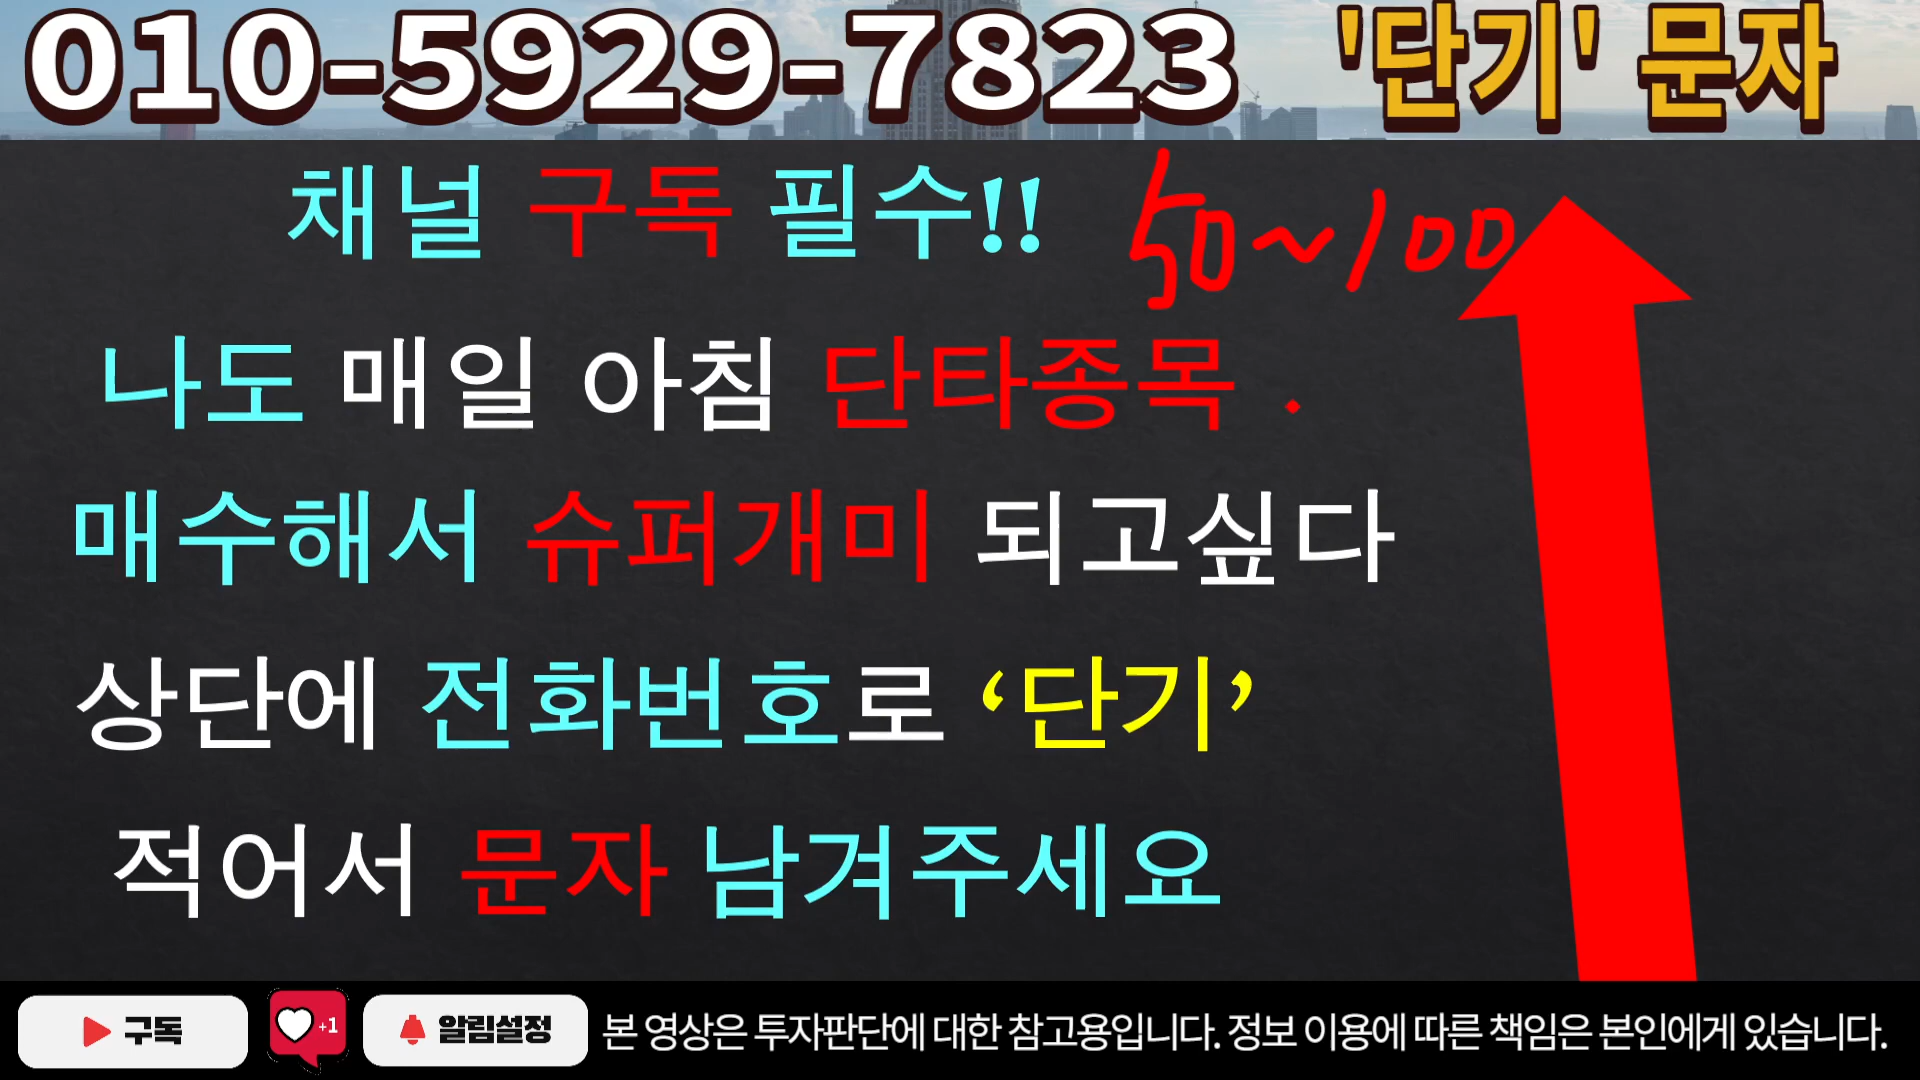 010-5929-7823 '단기' 문자
채널 구독 필수!! 50~100
나도 매일 아침 단타종목 .
매수해서 슈퍼개미 되고싶다
상단에 전화번호로 ‘단기’
적어서 문자 남겨주세요
구독 +1 알림설정 본 영상은 투자판단에 대한 참고용입니다. 정보 이용에 따른 책임은 본인에게 있습니다.